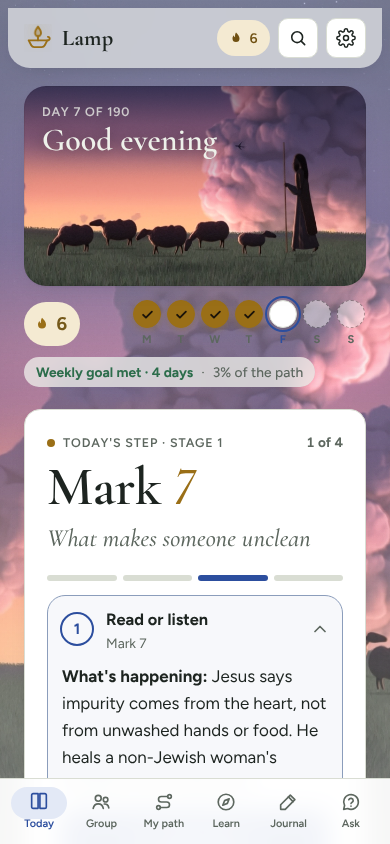 Lamp
6
DAY 7 OF 190
Good evening
6
M T W T F S S
Weekly goal met · 4 days · 3% of the path
TODAY'S STEP · STAGE 1
1 of 4
Mark 7
What makes someone unclean
1
Read or listen
Mark 7
What's happening: Jesus says
impurity comes from the heart, not
from unwashed hands or food. He
heals a non-Jewish woman's
Today
Group
My path
Learn
Journal
Ask